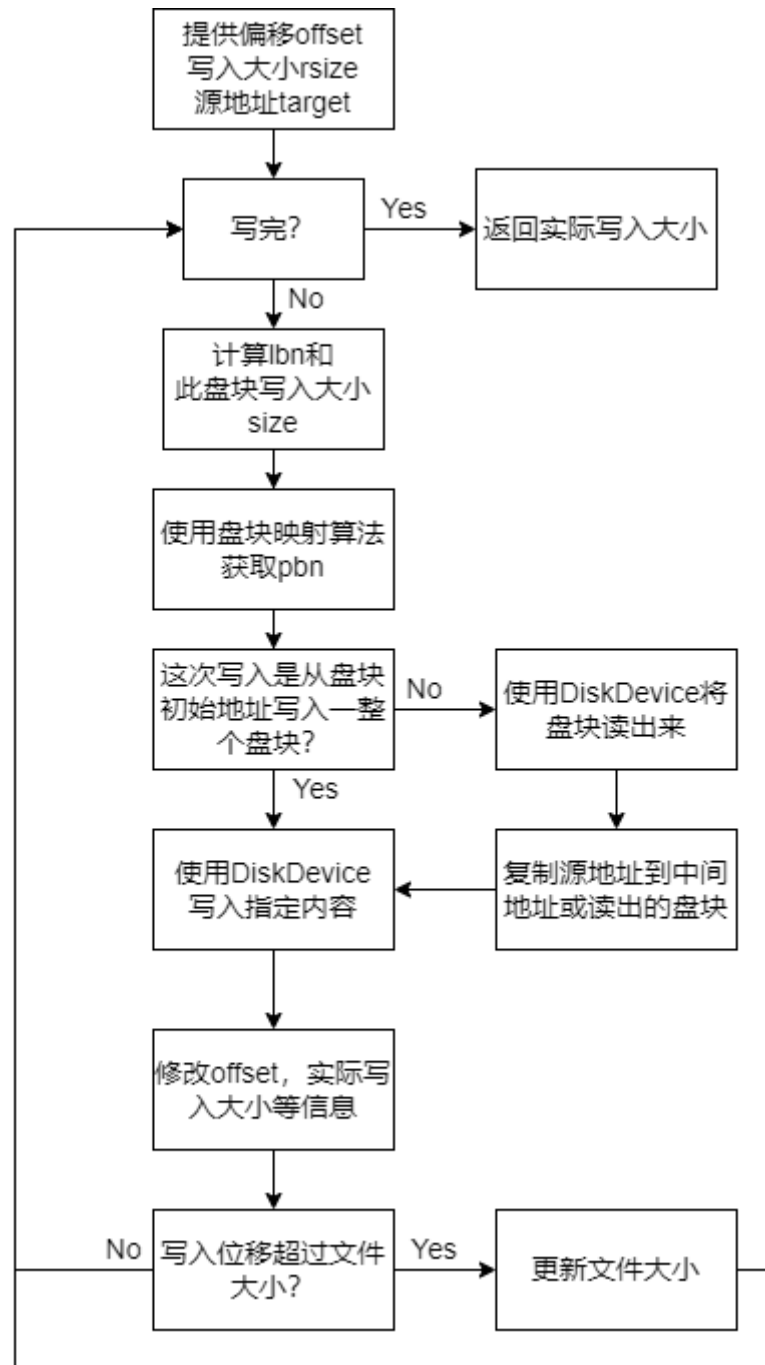 提供偏移offset
写入大小rsize
源地址target
写完?
Yes
返回实际写入大小
No
计算lbn和
此盘块写入大小
size
使用盘块映射算法
获取pbn
这次写入是从盘块
初始地址写入一整
个盘块?
No
使用DiskDevice将
盘块读出来
Yes
使用DiskDevice
写入指定内容
复制源地址到中间
地址或读出的盘块
修改offset，实际写
入大小等信息
No
写入位移超过文件
大小?
Yes
更新文件大小